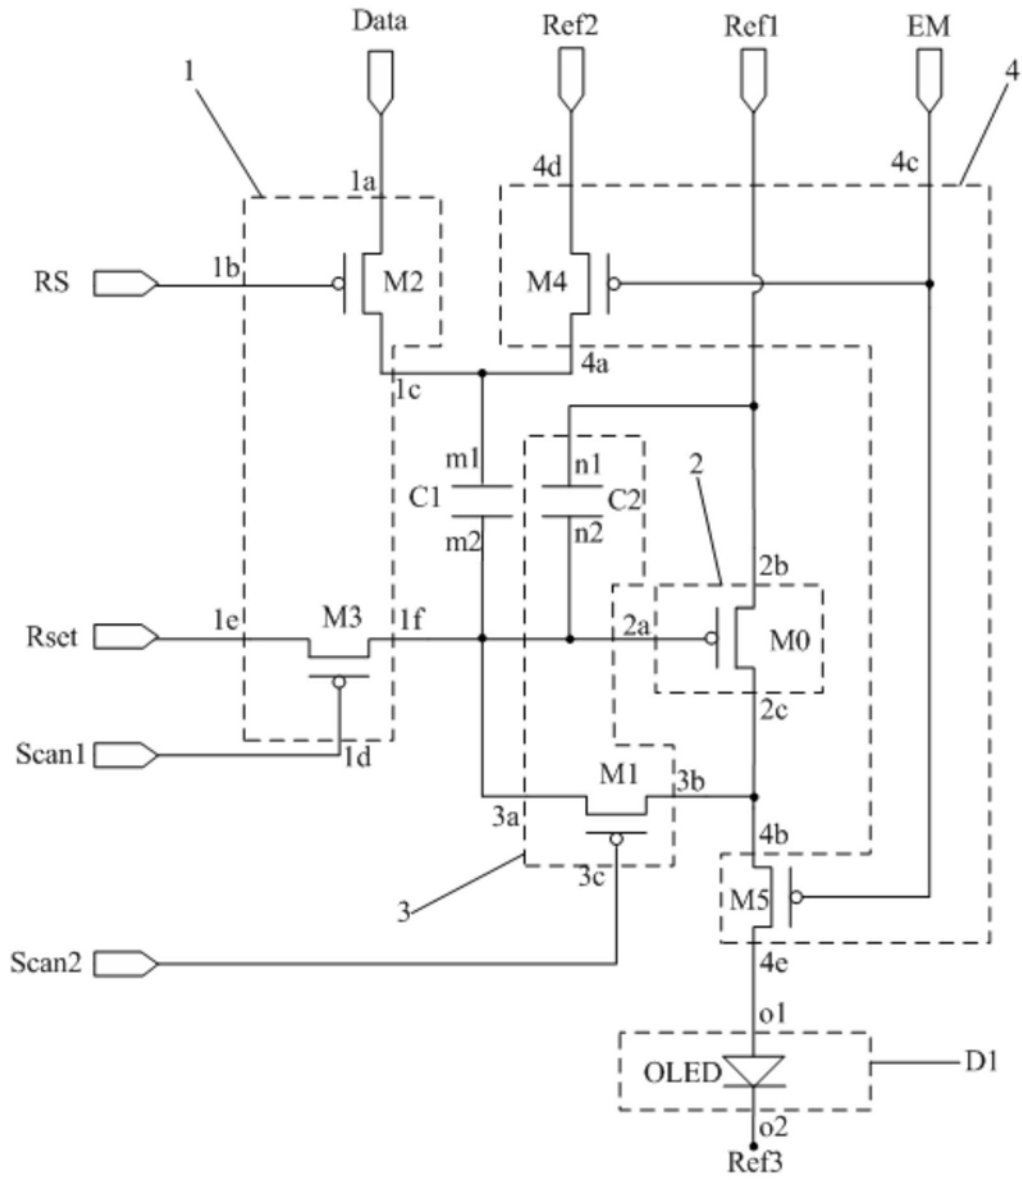 Data Ref2 Ref1 EM
1 4
4d 4c
1a
1b
RS M2 M4
4a
1c
m1 n1 2
C1 C2
m2 n2
2b
1e M3 1f 2a
Rset M0
2c
Scan1 1d
M1 3b
3a
4b
3c
M5
3
Scan2 4e
o1
OLED D1
o2
Ref3